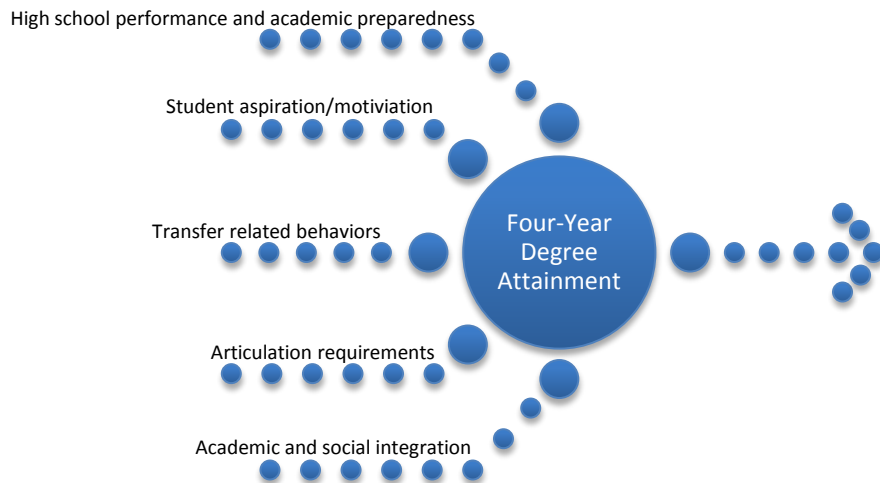 High school performance and academic preparedness
Student aspiration/motiviation
Transfer related behaviors
Four-Year
Degree
Attainment
Articulation requirements
Academic and social integration